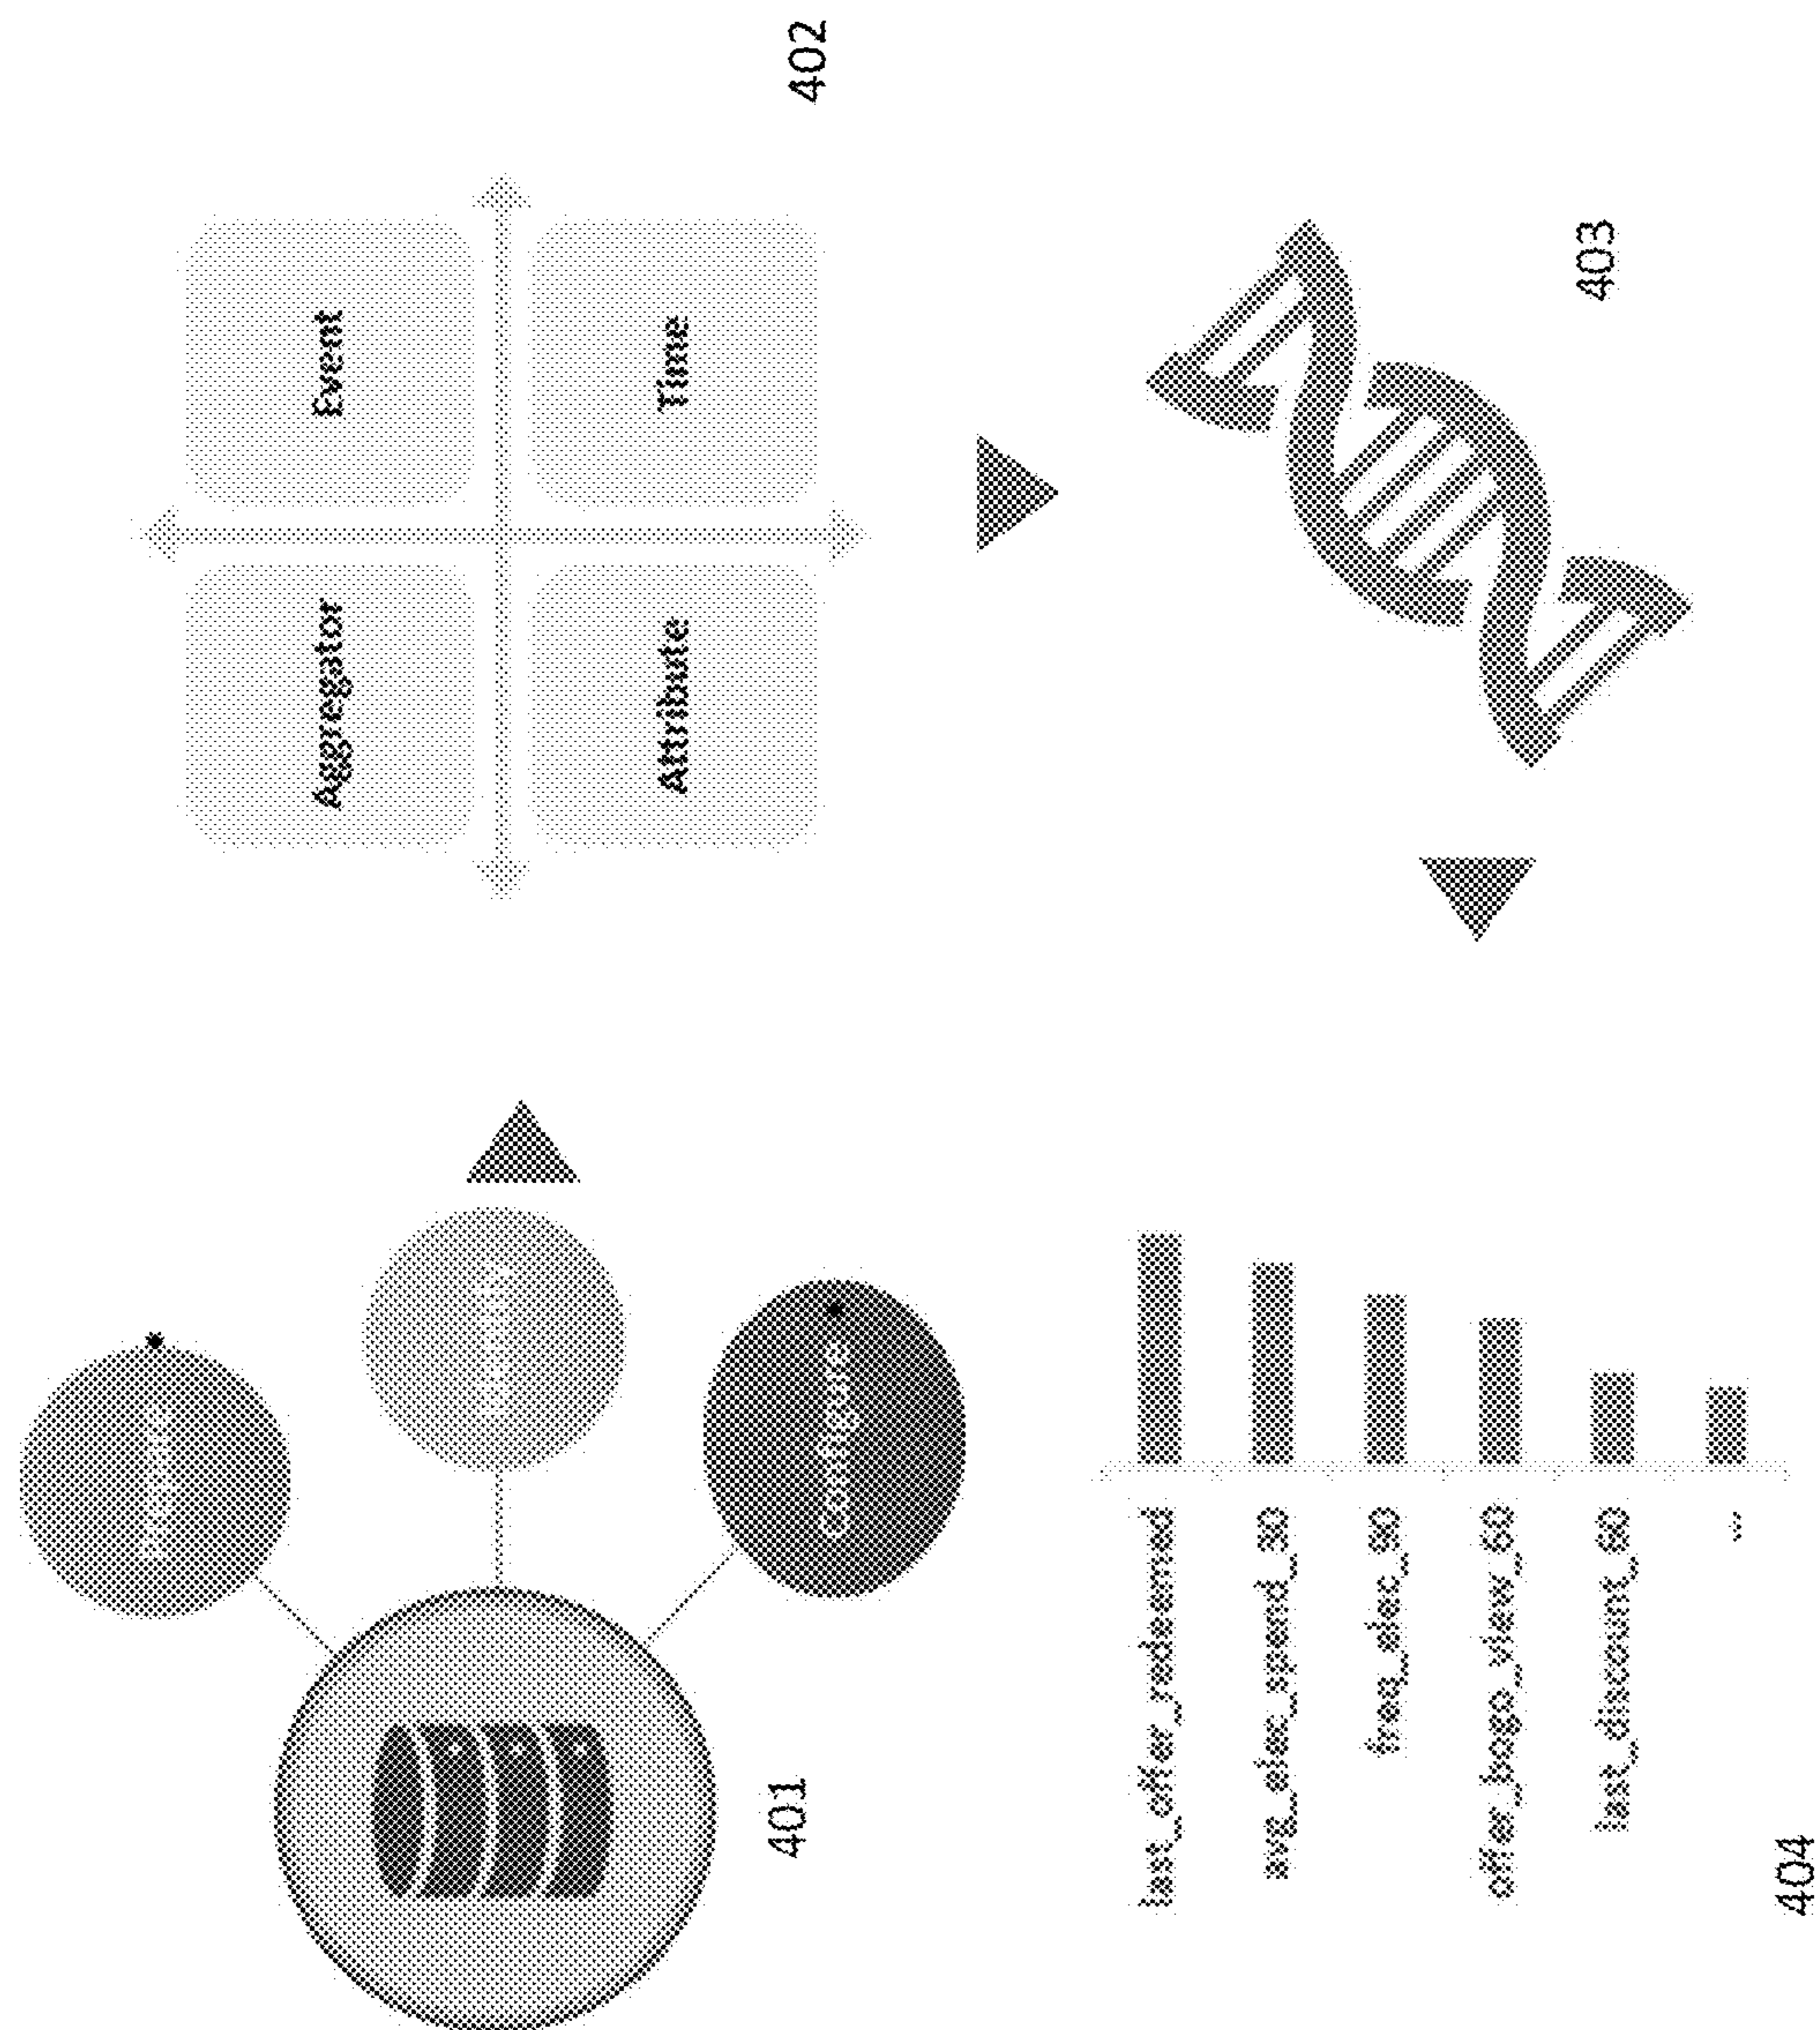 401
Aggregator
Event
Attribute
Time
402
403
last_offer_redeemed
avg_elec_spend_30
freq_elec_90
offer_bogo_view_60
last_discount_60
...
404